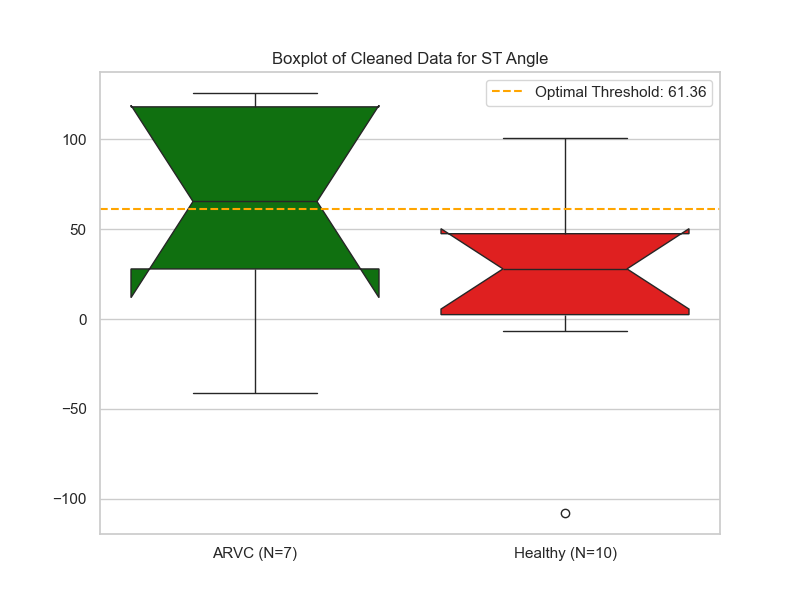 Boxplot of Cleaned Data for ST Angle
Optimal Threshold: 61.36
100
50
0
−50
−100
ARVC (N=7)
Healthy (N=10)